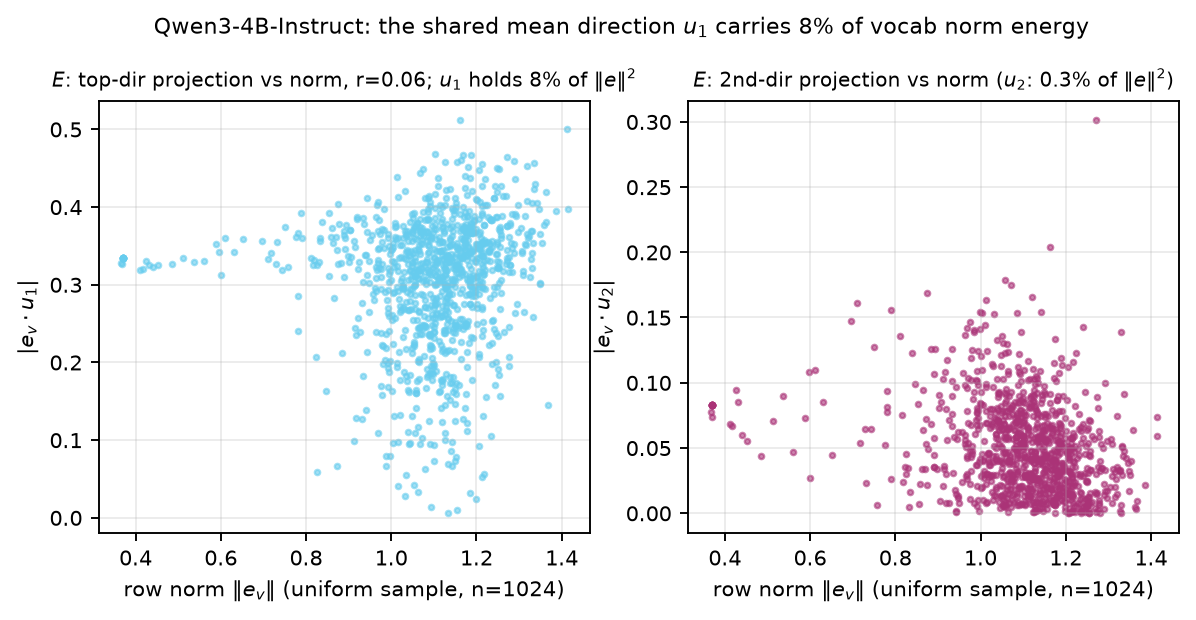 Qwen3-4B-Instruct: the shared mean direction u₁ carries 8% of vocab norm energy
E: top-dir projection vs norm, r=0.06; u₁ holds 8% of ‖e‖²
E: 2nd-dir projection vs norm (u₂: 0.3% of ‖e‖²)
|e_v · u₁|
0.5
0.4
0.3
0.2
0.1
0.0
0.4 0.6 0.8 1.0 1.2 1.4
row norm ‖e_v‖ (uniform sample, n=1024)
|e_v · u₂|
0.30
0.25
0.20
0.15
0.10
0.05
0.00
0.4 0.6 0.8 1.0 1.2 1.4
row norm ‖e_v‖ (uniform sample, n=1024)